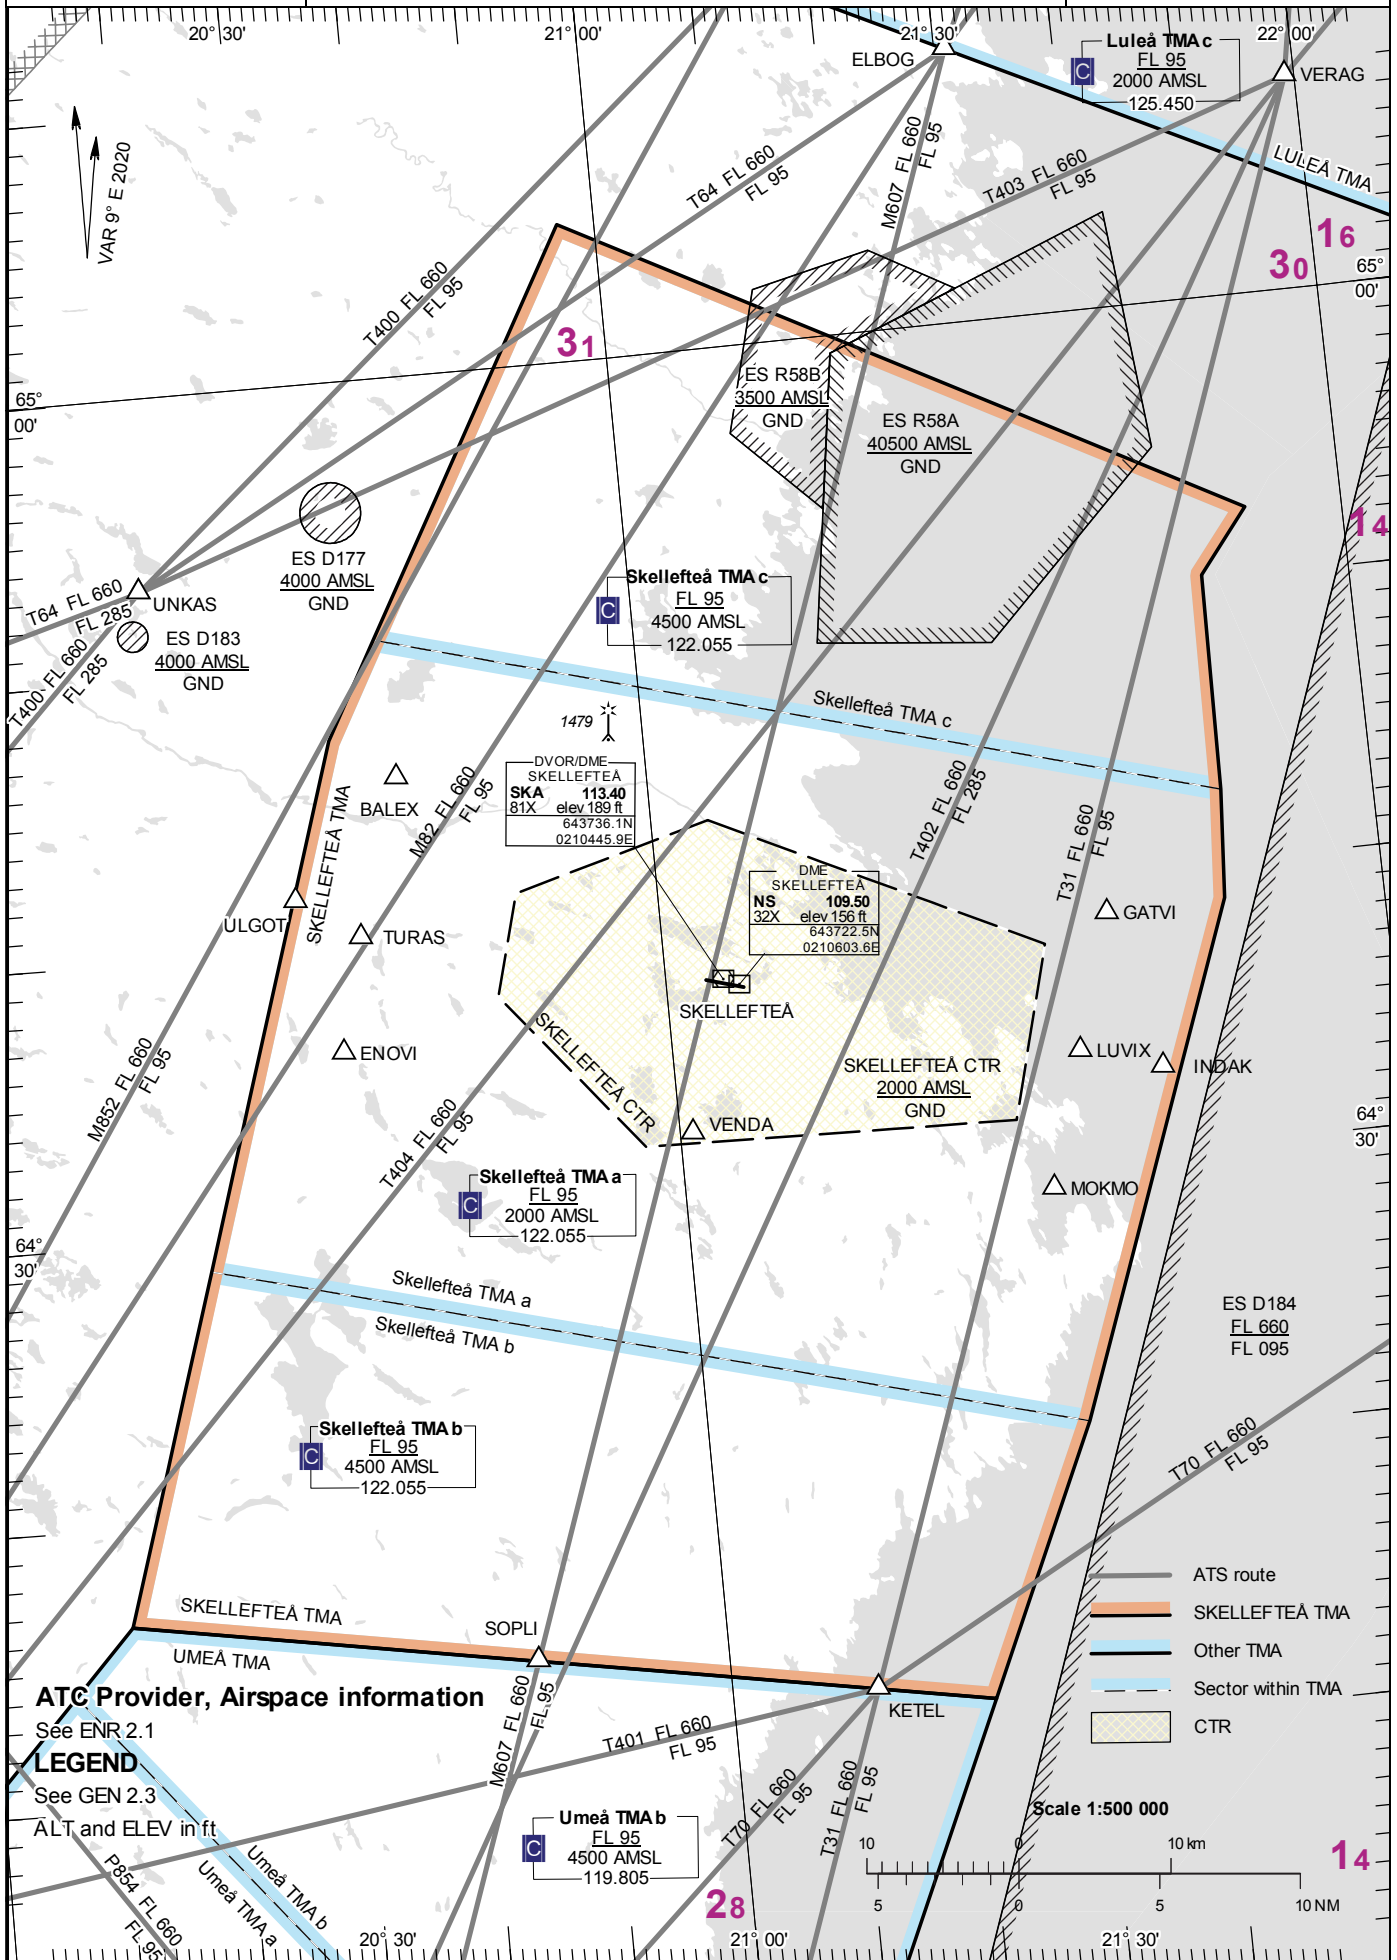 20° 30'
21° 00'
21° 30'
22° 00'
ELBOG
Luleå TMA c
C
FL 95
2000 AMSL
125.450
VERAG
VAR 9° E 2020
LULEÅ TMA
T64 FL 660
FL 95
M607 FL 660
FL 95
T403 FL 660
FL 95
16
30
65°
00'
T400 FL 660
FL 95
31
65°
00'
ES R58B
3500 AMSL
GND
ES R58A
40500 AMSL
GND
14
ES D177
4000 AMSL
GND
T64 FL 660
FL 285
UNKAS
ES D183
4000 AMSL
GND
T400 FL 660
FL 285
Skellefteå TMA c
C
FL 95
4500 AMSL
122.055
Skellefteå TMA c
1479
DVOR/DME
SKELLEFTEÅ
SKA 113.40
81X elev 189 ft
643736.1N
0210445.9E
BALEX
M82 FL 660
FL 95
T402 FL 660
FL 285
T31 FL 660
FL 95
SKELLEFTEÅ TMA
DME
SKELLEFTEÅ
NS 109.50
32X elev 156 ft
643722.5N
0210603.6E
ULGOT
TURAS
GATVI
SKELLEFTEÅ
ENOVI
LUVIX
INDAK
SKELLEFTEÅ CTR
SKELLEFTEÅ CTR
2000 AMSL
GND
M852 FL 660
FL 95
VENDA
64°
30'
T404 FL 660
FL 95
Skellefteå TMA a
C
FL 95
2000 AMSL
122.055
MOKMO
64°
30'
Skellefteå TMA a
Skellefteå TMA b
ES D184
FL 660
FL 095
Skellefteå TMA b
C
FL 95
4500 AMSL
122.055
T70 FL 660
FL 95
SKELLEFTEÅ TMA
SOPLI
UMEÅ TMA
KETEL
ATS route
SKELLEFTEÅ TMA
Other TMA
Sector within TMA
CTR
ATC Provider, Airspace information
See ENR 2.1
LEGEND
See GEN 2.3
ALT and ELEV in ft
M607 FL 660
FL 95
T401 FL 660
FL 95
T70 FL 660
FL 95
T31 FL 660
FL 95
Umeå TMA b
C
FL 95
4500 AMSL
119.805
Scale 1:500 000
10 0 10 km
5 0 5 10 NM
14
28
P854 FL 660
FL 95
Umeå TMA b
Umeå TMA a
20° 30'
21° 00'
21° 30'